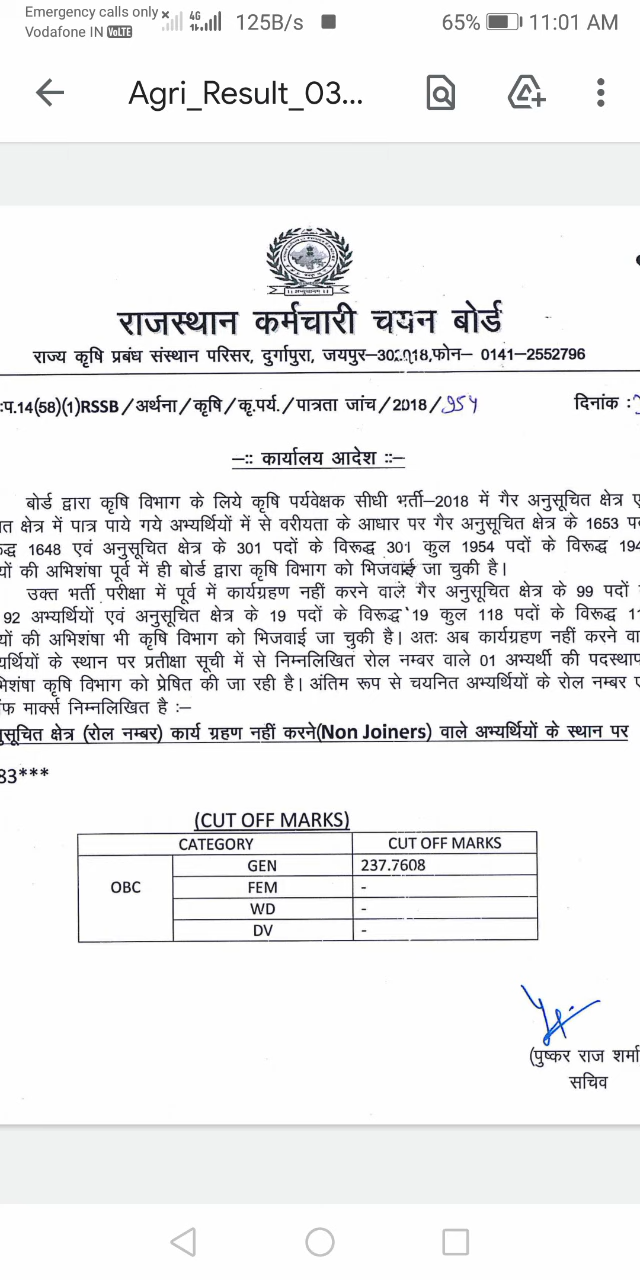 Emergency calls only
Vodafone IN VoLTE
4G
125B/s
65%
11:01 AM
Agri_Result_03...
राजस्थान कर्मचारी चयन बोर्ड
राज्य कृषि प्रबंध संस्थान परिसर, दुर्गापुरा, जयपुर–302018,फोन– 0141-2552796
:प.14(58)(1)RSSB/अर्थना/कृषि/कृ.पर्य./पात्रता जांच/2018/954
दिनांक :
–:: कार्यालय आदेश ::–
बोर्ड द्वारा कृषि विभाग के लिये कृषि पर्यवेक्षक सीधी भर्ती–2018 में गैर अनुसूचित क्षेत्र
क्षेत्र में पात्र पाये गये अभ्यर्थियों में से वरीयता के आधार पर गैर अनुसूचित क्षेत्र के 1653
1648 एवं अनुसूचित क्षेत्र के 301 पदों के विरूद्ध 301 कुल 1954 पदों के विरूद्ध 194
यों की अभिशंषा पूर्व में ही बोर्ड द्वारा कृषि विभाग को भिजवाई जा चुकी है।
उक्त भर्ती परीक्षा में पूर्व में कार्यग्रहण नहीं करने वाले गैर अनुसूचित क्षेत्र के 99 पदों
92 अभ्यर्थियों एवं अनुसूचित क्षेत्र के 19 पदों के विरूद्ध 19 कुल 118 पदों के विरूद्ध 11
यों की अभिशंषा भी कृषि विभाग को भिजवाई जा चुकी है। अतः अब कार्यग्रहण नहीं करने वा
यर्थियों के स्थान पर प्रतीक्षा सूची में से निम्नलिखित रोल नम्बर वाले 01 अभ्यर्थी की पदस्थाप
भिशंषा कृषि विभाग को प्रेषित की जा रही है। अंतिम रूप से चयनित अभ्यर्थियों के रोल नम्बर
फ मार्क्स निम्नलिखित है :–
नुसूचित क्षेत्र (रोल नम्बर) कार्य ग्रहण नहीं करने(Non Joiners) वाले अभ्यर्थियों के स्थान पर
83***
(CUT OFF MARKS)
CATEGORY CUT OFF MARKS
OBC GEN 237.7608
FEM -
WD -
DV -
(पुष्कर राज शर्मा
सचिव